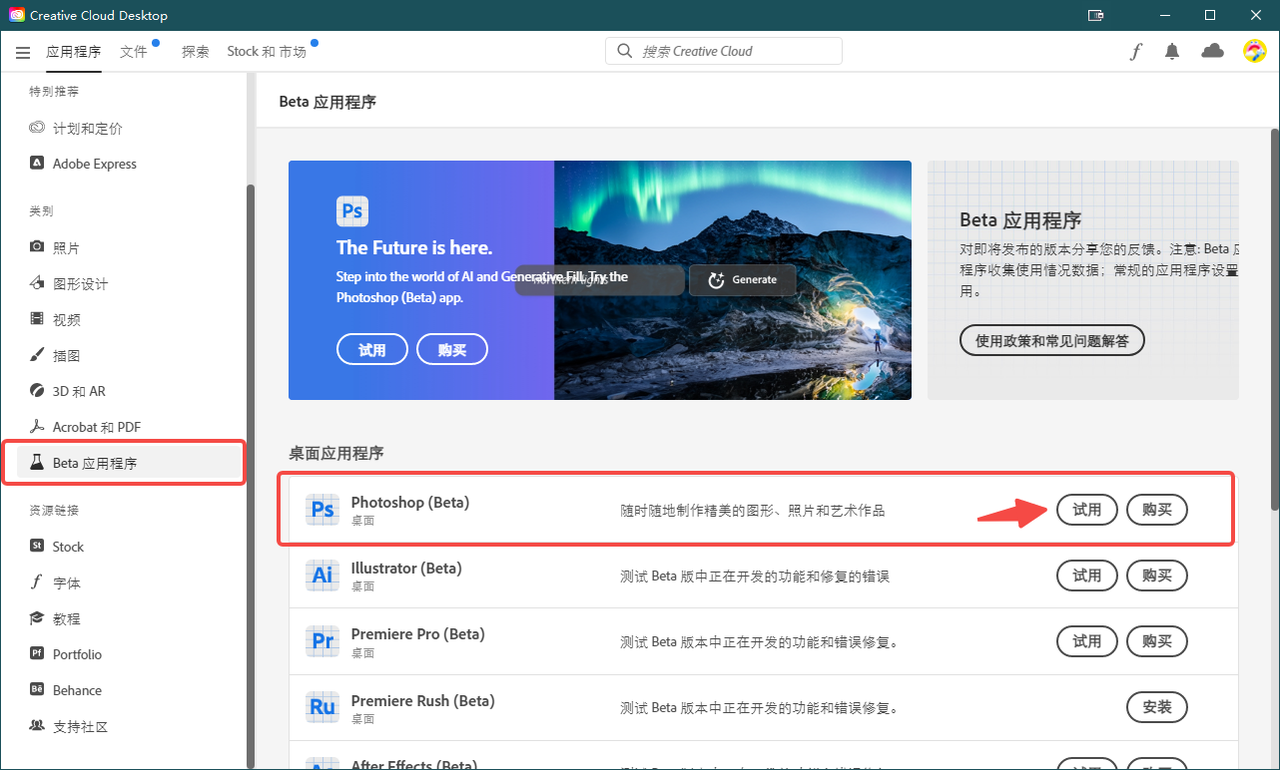 Creative Cloud Desktop
应用程序
文件
探索
Stock 和 市场
搜索 Creative Cloud
特别推荐
计划和定价
Adobe Express
类别
照片
图形设计
视频
插图
3D 和 AR
Acrobat 和 PDF
Beta 应用程序
资源链接
St Stock
字体
教程
Pf Portfolio
Bē Behance
支持社区
Beta 应用程序
Ps
The Future is here.
Step into the world of AI and Generative Fill. Try the
Photoshop (Beta) app.
northern lights
Generate
试用
购买
Beta 应用程序
对即将发布的版本分享您的反馈。注意: Beta 应
程序收集使用情况数据；常规的应用程序设置
用。
使用政策和常见问题解答
桌面应用程序
Ps
Photoshop (Beta)
桌面
随时随地制作精美的图形、照片和艺术作品
试用
购买
Ai
Illustrator (Beta)
桌面
测试 Beta 版中正在开发的功能和修复的错误
试用
购买
Pr
Premiere Pro (Beta)
桌面
测试 Beta 版本中正在开发的功能和错误修复。
试用
购买
Ru
Premiere Rush (Beta)
桌面
测试 Beta 版本中正在开发的功能和错误修复。
安装
After Effects (Beta)